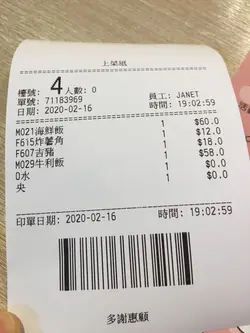 上菜紙
檯號: 4 人數: 0 員工: JANET
單號: 71183969
日期: 2020-02-16 時間: 19:02:59
M021海鮮飯 1 $60.0
F615炸薯角 1 $12.0
F607吉豬 1 $18.0
M029牛利飯 1 $58.0
0水 1 $0.0
央 1 $0.0
印單日期: 2020-02-16 時間: 19:02:59
多謝惠顧